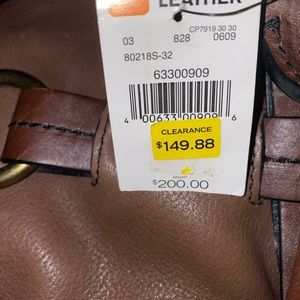 LEATHER
CP7919 30 30
03 828 0609
80218S-32
63300909
4 00633 00909 6
CLEARANCE
$149.88
$200.00